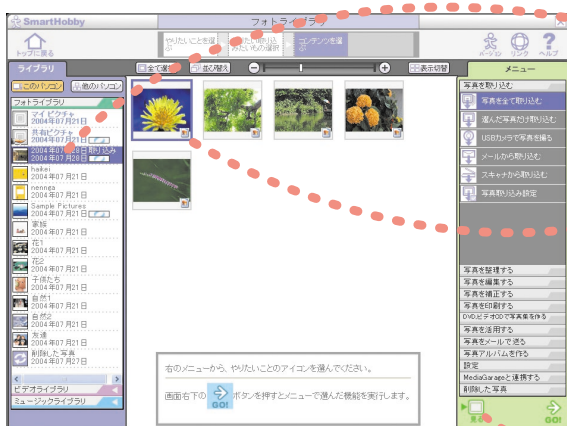 SmartHobby
フォトライブラリ
トップに戻る
やりたいことを選ぶ
コンテンツを選ぶ
バージョン
リンク
ヘルプ
ライブラリ
全て選択
並び替え
表示切替
メニュー
このパソコン
他のパソコン
フォトライブラリ
マイ ピクチャ
2004年07月21日
共有ピクチャ
2004年07月21日
2004年07月28日取り込み
2004年07月28日
haikei
2004年07月21日
nennga
2004年07月21日
Sample Pictures
2004年07月21日
家族
2004年07月21日
花1
2004年07月21日
花2
2004年07月21日
子供たち
2004年07月21日
自然1
2004年07月21日
自然2
2004年07月21日
友達
2004年07月21日
削除した写真
2004年07月27日
ビデオライブラリ
ミュージックライブラリ
写真を取り込む
写真を全て取り込む
選んだ写真だけ取り込む
USBカメラで写真を撮る
メールから取り込む
スキャナから取り込む
写真取り込み設定
写真を整理する
写真を編集する
写真を補正する
写真を印刷する
DVDビデオCDで写真集を作る
写真を活用する
写真をメールで送る
写真アルバムを作る
設定
MediaGarageと連携する
削除した写真
右のメニューから、やりたいことのアイコンを選んでください。
画面右下の GO! ボタンを押すとメニューで選んだ機能を実行します。
戻る
GO!